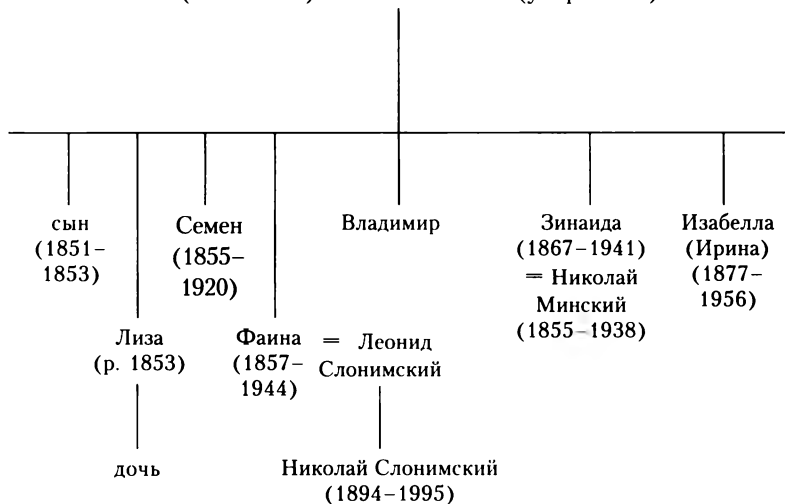 сын
(1851–
1853)
Семен
(1855–
1920)
Владимир
Зинаида
(1867–1941)
= Николай
Минский
(1855–1938)
Изабелла
(Ирина)
(1877–
1956)
Лиза
(р. 1853)
Фаина = Леонид
(1857– Слонимский
1944)
дочь
Николай Слонимский
(1894–1995)